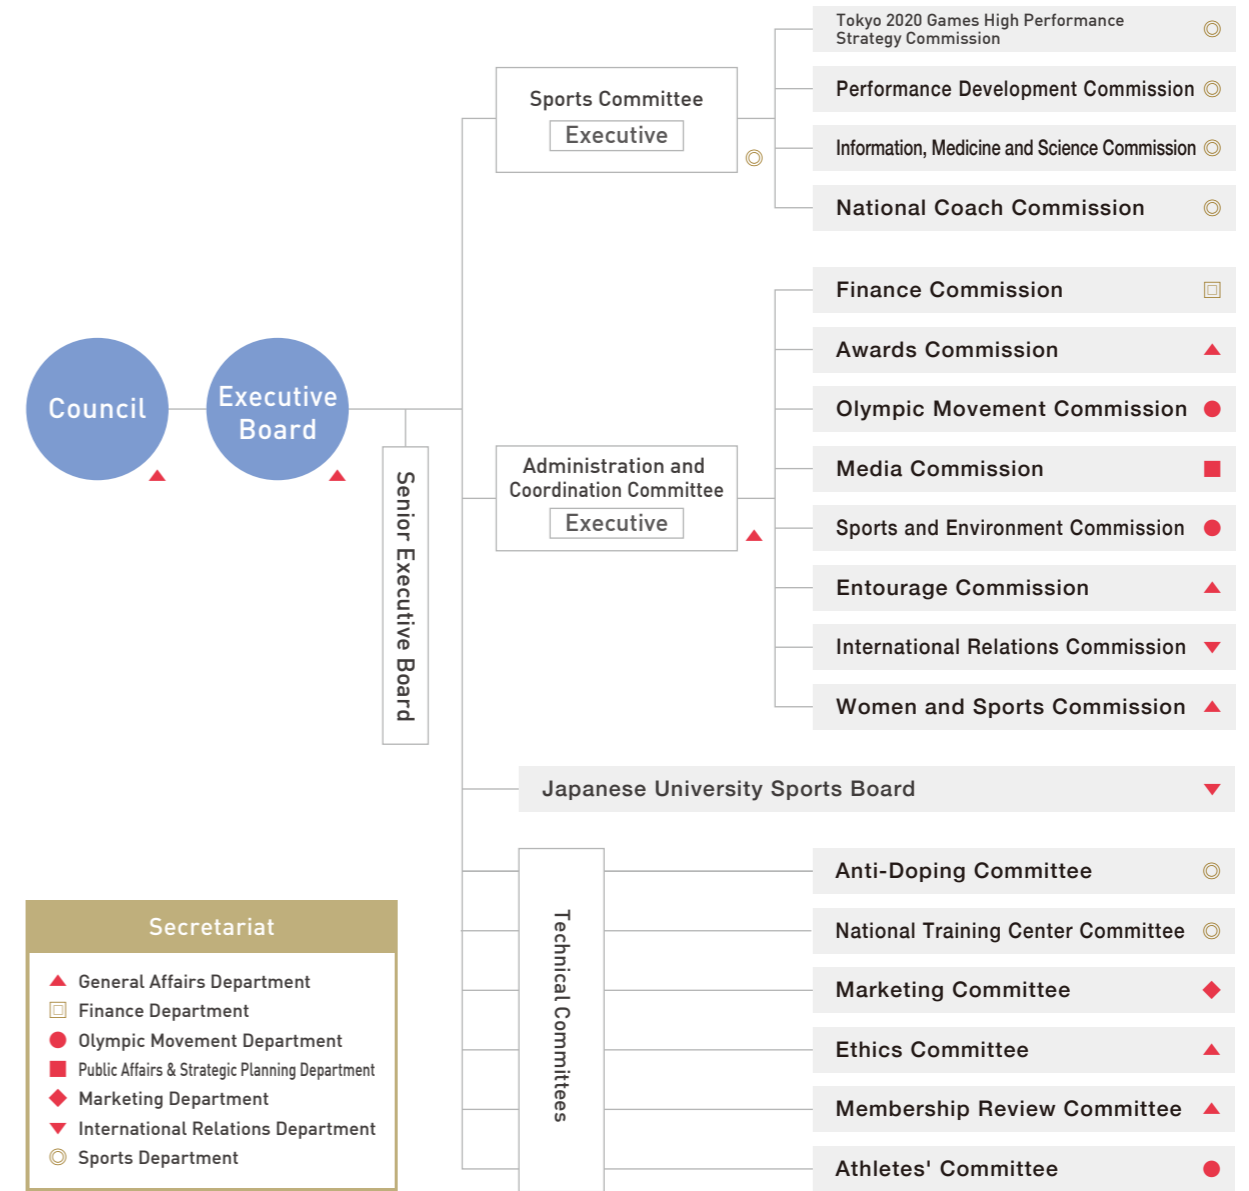 Tokyo 2020 Games High Performance
Strategy Commission
Sports Committee
Executive
Performance Development Commission
Information, Medicine and Science Commission
National Coach Commission
Finance Commission
Awards Commission
Council
Executive
Board
Olympic Movement Commission
Administration and
Coordination Committee
Executive
Media Commission
Senior Executive Board
Sports and Environment Commission
Entourage Commission
International Relations Commission
Women and Sports Commission
Japanese University Sports Board
Technical Committees
Anti-Doping Committee
National Training Center Committee
Marketing Committee
Ethics Committee
Membership Review Committee
Athletes' Committee
Secretariat
General Affairs Department
Finance Department
Olympic Movement Department
Public Affairs & Strategic Planning Department
Marketing Department
International Relations Department
Sports Department